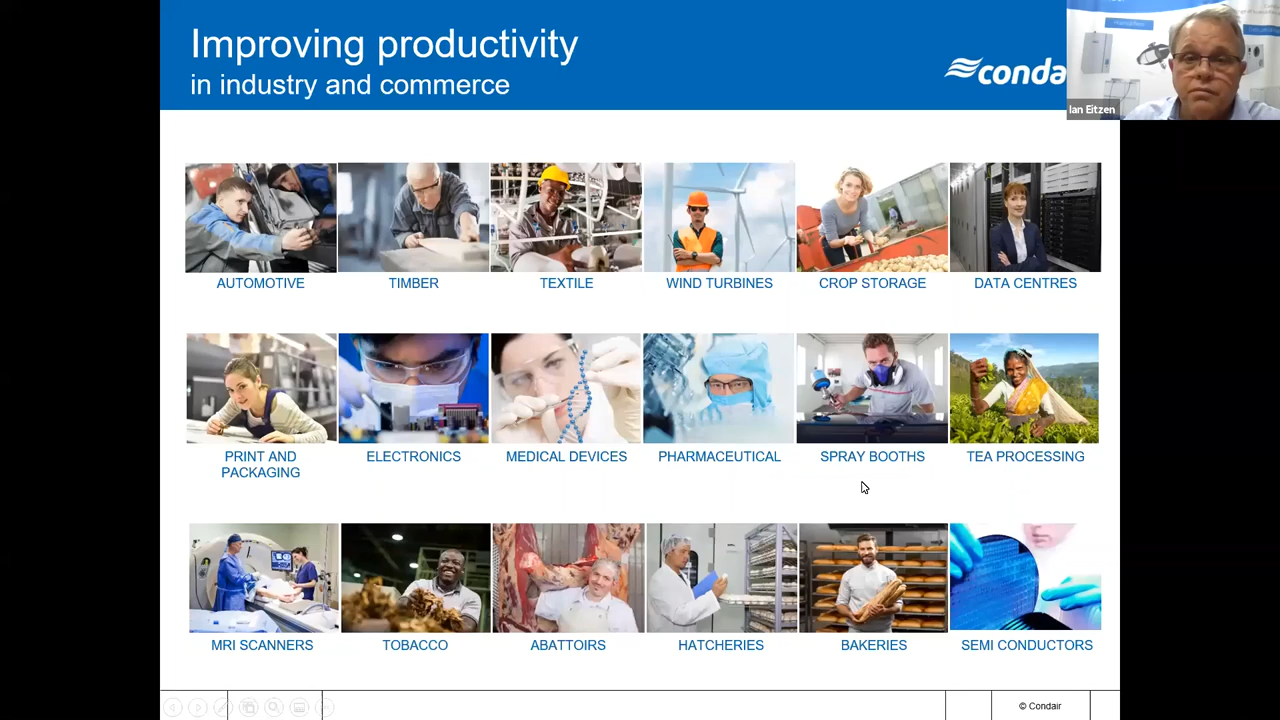 Improving productivity
in industry and commerce
conda
Ian Eitzen
AUTOMOTIVE
TIMBER
TEXTILE
WIND TURBINES
CROP STORAGE
DATA CENTRES
PRINT AND
PACKAGING
ELECTRONICS
MEDICAL DEVICES
PHARMACEUTICAL
SPRAY BOOTHS
TEA PROCESSING
MRI SCANNERS
TOBACCO
ABATTOIRS
HATCHERIES
BAKERIES
SEMI CONDUCTORS
© Condair